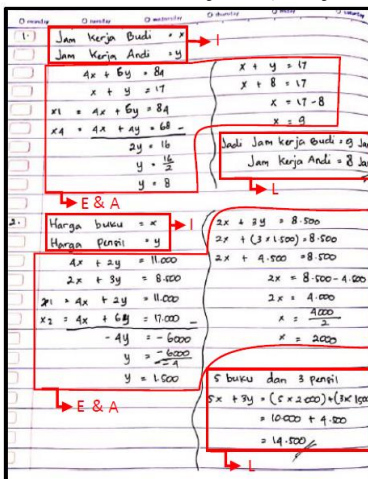 1. Jam Kerja Budi = x
Jam Kerja Andi = y
I
4x + 6y = 84
x + y = 17
x1 = 4x + 6y = 84
x4 = 4x + 4y = 68 -
2y = 16
y = 16/2
y = 8
E & A
x + y = 17
x + 8 = 17
x = 17 - 8
x = 9
Jadi Jam kerja Budi = 9 Jam
Jam kerja Andi = 8 Jam
L
2. Harga buku = x
Harga pensil = y
I
4x + 2y = 11.000
2x + 3y = 8.500
x1 = 4x + 2y = 11.000
x2 = 4x + 6y = 17.000 -
-4y = -6000
y = -6000/-4
y = 1.500
E & A
2x + 3y = 8.500
2x + (3 x 1.500) = 8.500
2x + 4.500 = 8.500
2x = 8.500 - 4.500
2x = 4.000
x = 4000/2
x = 2000
5 buku dan 3 pensil
5x + 3y = (5 x 2.000) + (3x 1.500
= 10.000 + 4.500
= 14.500
L